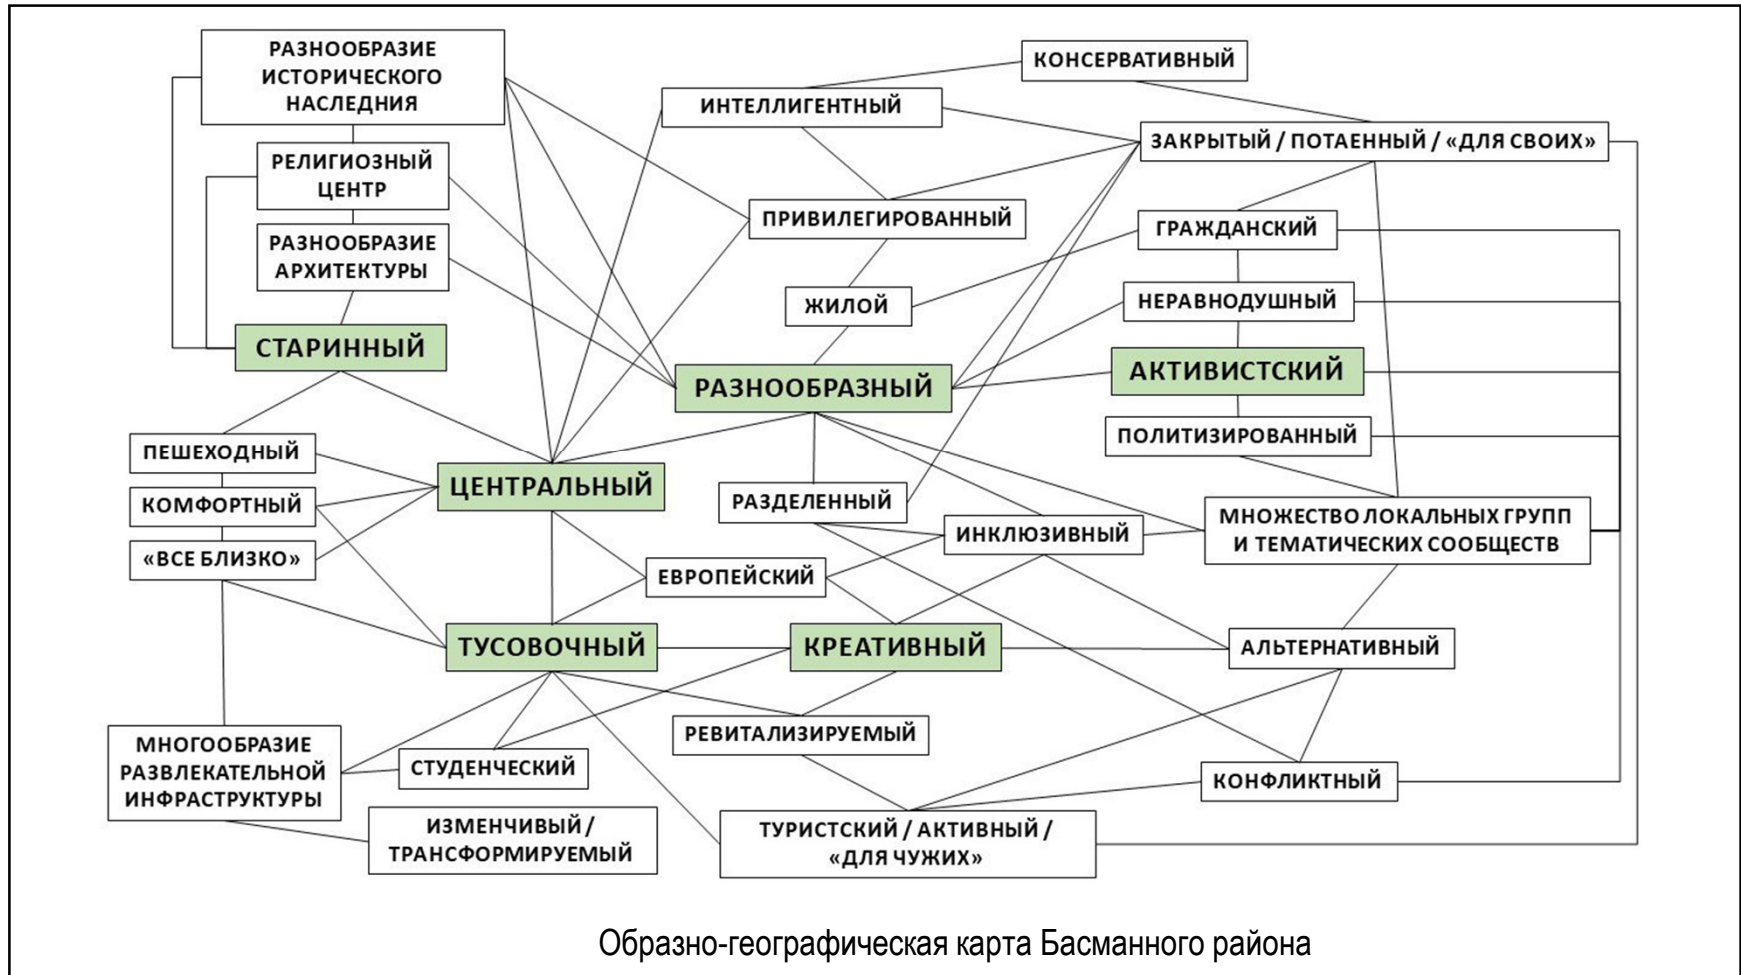 РАЗНООБРАЗИЕ
ИСТОРИЧЕСКОГО
НАСЛЕДНИЯ
КОНСЕРВАТИВНЫЙ
ИНТЕЛЛИГЕНТНЫЙ
ЗАКРЫТЫЙ / ПОТАЕННЫЙ / «ДЛЯ СВОИХ»
РЕЛИГИОЗНЫЙ
ЦЕНТР
ПРИВИЛЕГИРОВАННЫЙ
ГРАЖДАНСКИЙ
РАЗНООБРАЗИЕ
АРХИТЕКТУРЫ
ЖИЛОЙ
НЕРАВНОДУШНЫЙ
СТАРИННЫЙ
РАЗНООБРАЗНЫЙ
АКТИВИСТСКИЙ
ПЕШЕХОДНЫЙ
ПОЛИТИЗИРОВАННЫЙ
ЦЕНТРАЛЬНЫЙ
КОМФОРТНЫЙ
РАЗДЕЛЕННЫЙ
ИНКЛЮЗИВНЫЙ
МНОЖЕСТВО ЛОКАЛЬНЫХ ГРУПП
И ТЕМАТИЧЕСКИХ СООБЩЕСТВ
«ВСЕ БЛИЗКО»
ЕВРОПЕЙСКИЙ
ТУСОВОЧНЫЙ
КРЕАТИВНЫЙ
АЛЬТЕРНАТИВНЫЙ
РЕВИТАЛИЗИРУЕМЫЙ
МНОГООБРАЗИЕ
РАЗВЛЕКАТЕЛЬНОЙ
ИНФРАСТРУКТУРЫ
СТУДЕНЧЕСКИЙ
КОНФЛИКТНЫЙ
ИЗМЕНЧИВЫЙ /
ТРАНСФОРМИРУЕМЫЙ
ТУРИСТСКИЙ / АКТИВНЫЙ /
«ДЛЯ ЧУЖИХ»
Образно-географическая карта Басманного района